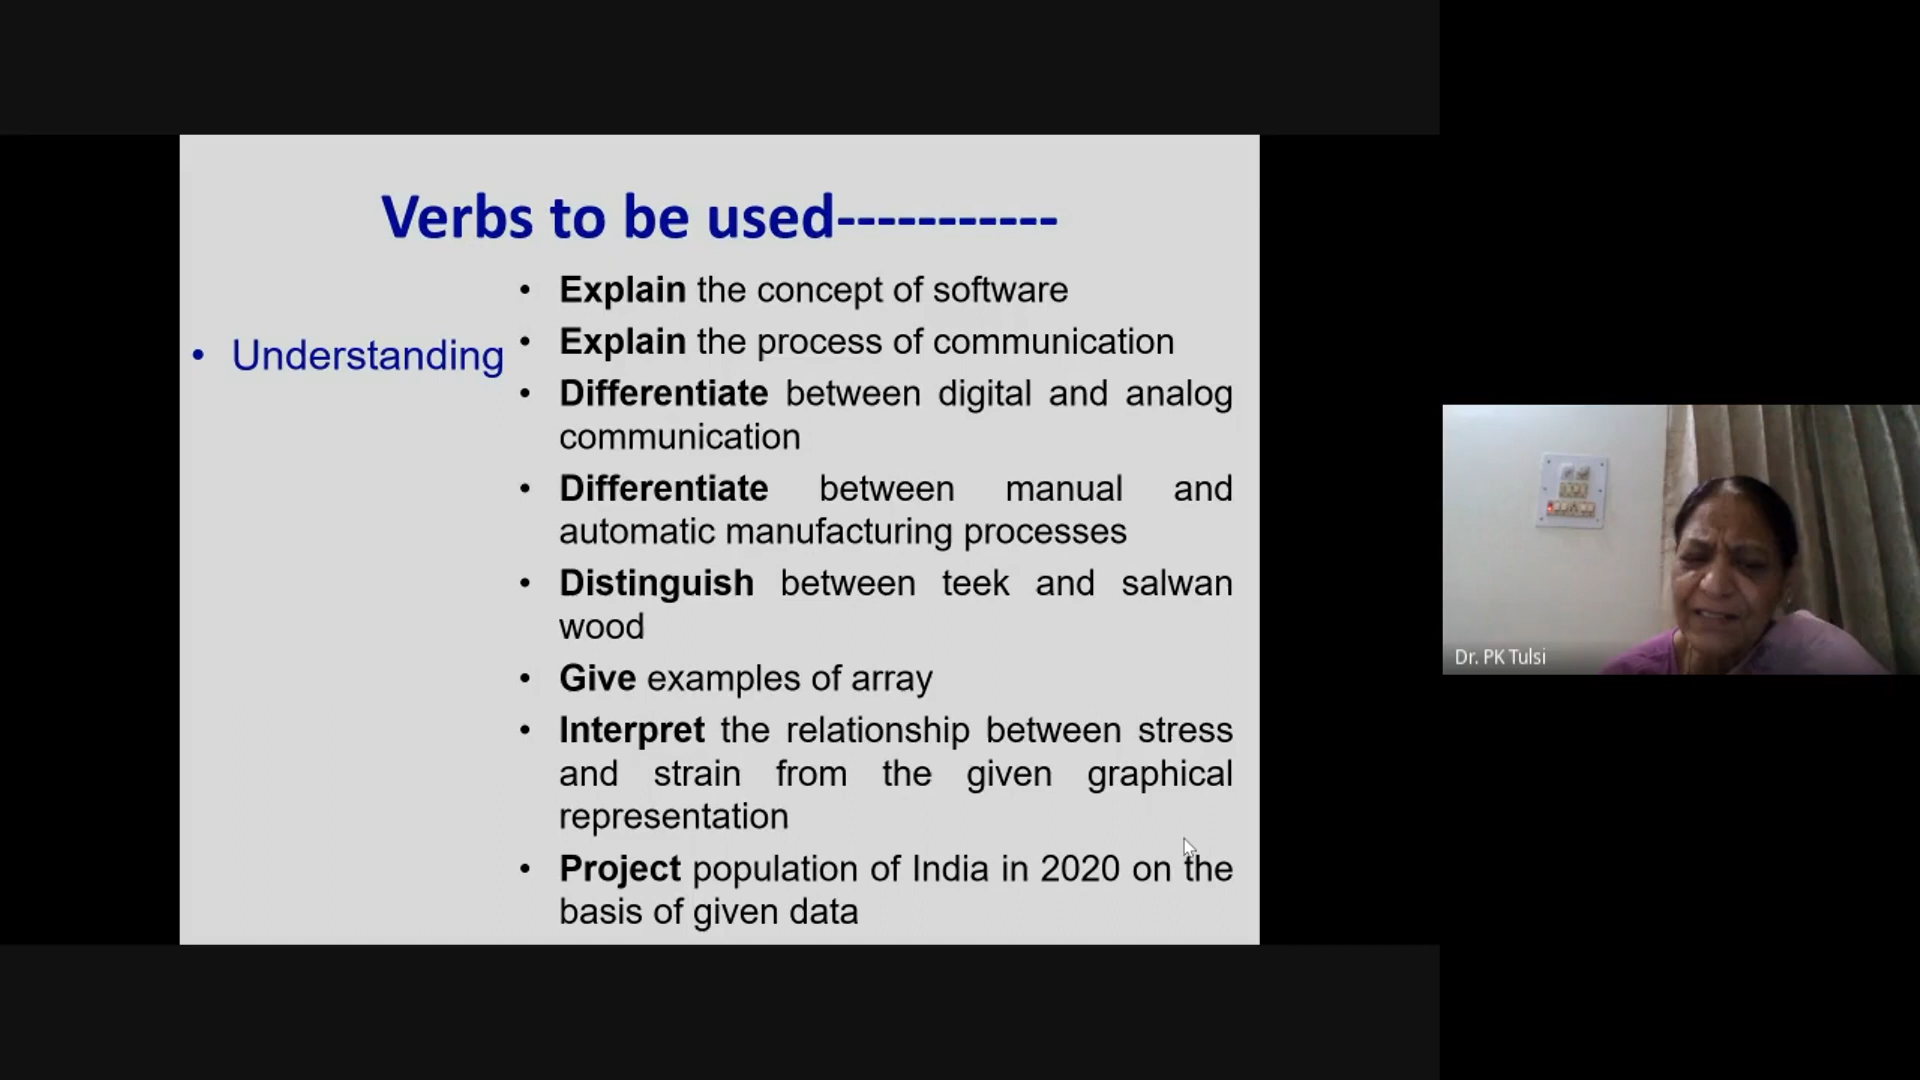 Verbs to be used-----------
• Understanding
• Explain the concept of software
• Explain the process of communication
• Differentiate between digital and analog
communication
• Differentiate between manual and
automatic manufacturing processes
• Distinguish between teek and salwan
wood
• Give examples of array
• Interpret the relationship between stress
and strain from the given graphical
representation
• Project population of India in 2020 on the
basis of given data
Dr. PK Tulsi